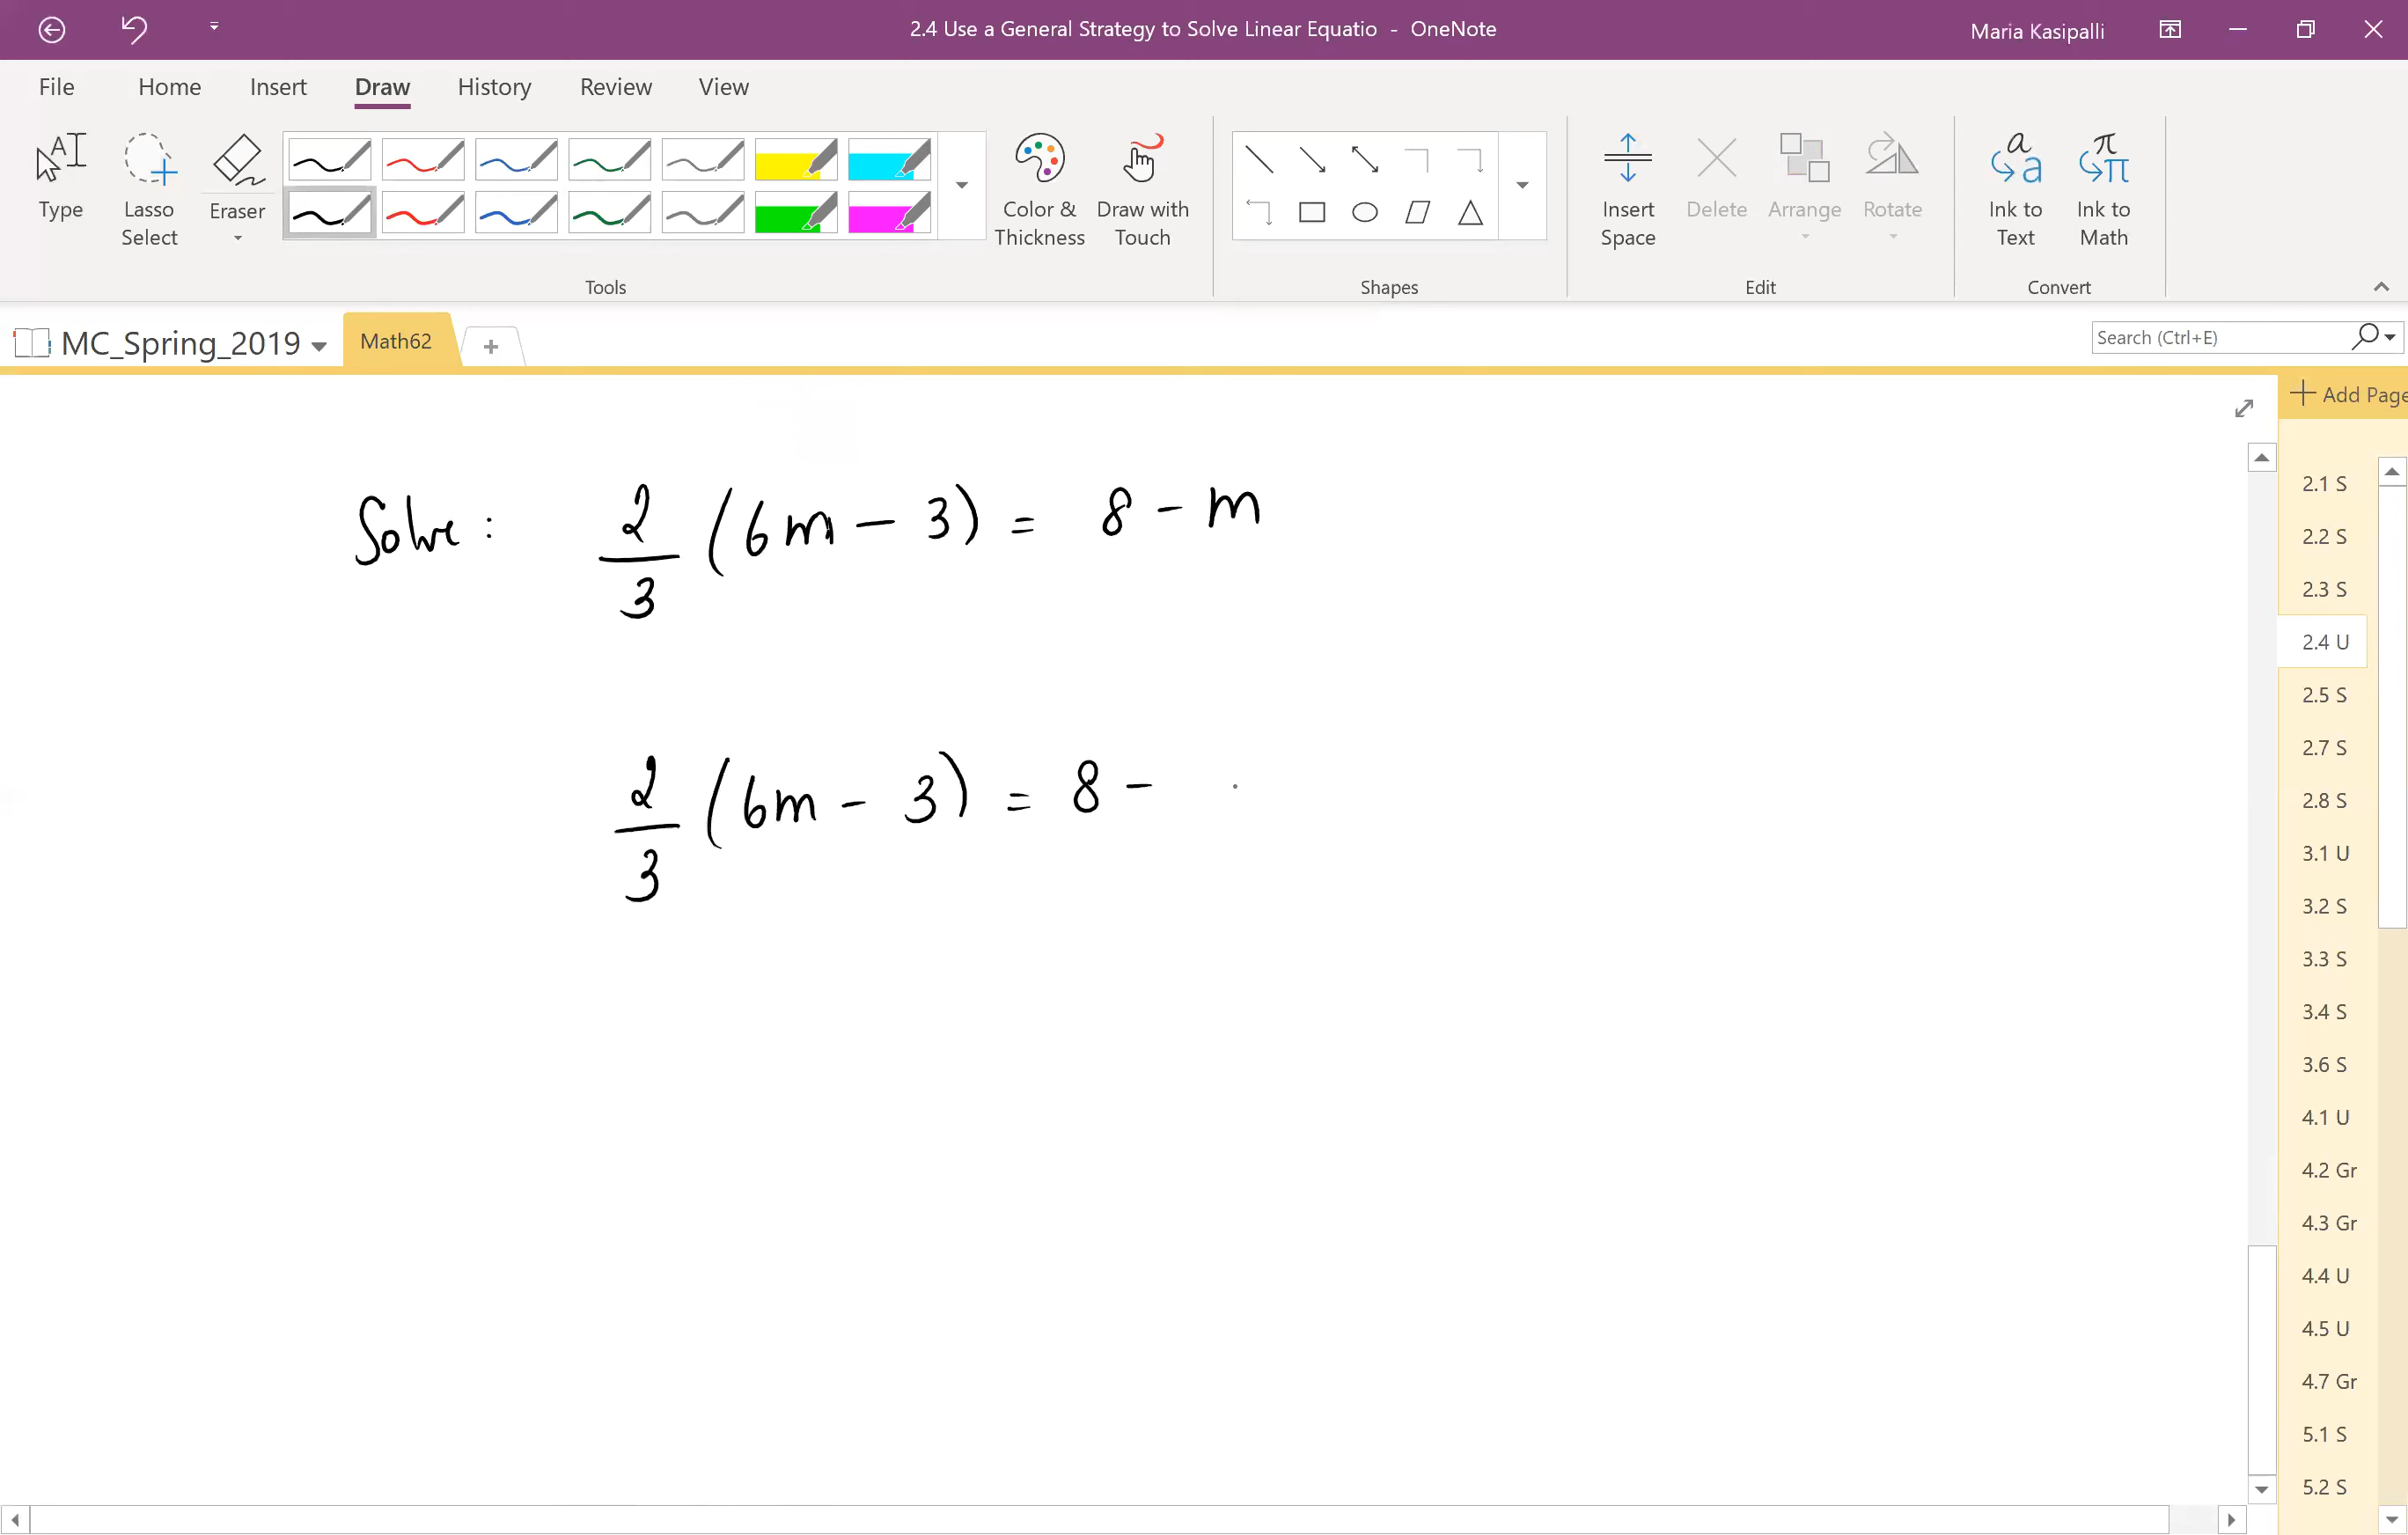 2.4 Use a General Strategy to Solve Linear Equatio - OneNote
Maria Kasipalli
File Home Insert Draw History Review View
Type
Lasso Select
Eraser
Color & Thickness
Draw with Touch
Insert Space
Delete
Arrange
Rotate
Ink to Text
Ink to Math
Tools
Shapes
Edit
Convert
MC_Spring_2019
Math62
Search (Ctrl+E)
Add Page
Solve : 2/3 (6m - 3) = 8 - m
2/3 (6m - 3) = 8 -
2.1 S
2.2 S
2.3 S
2.4 U
2.5 S
2.7 S
2.8 S
3.1 U
3.2 S
3.3 S
3.4 S
3.6 S
4.1 U
4.2 Gr
4.3 Gr
4.4 U
4.5 U
4.7 Gr
5.1 S
5.2 S